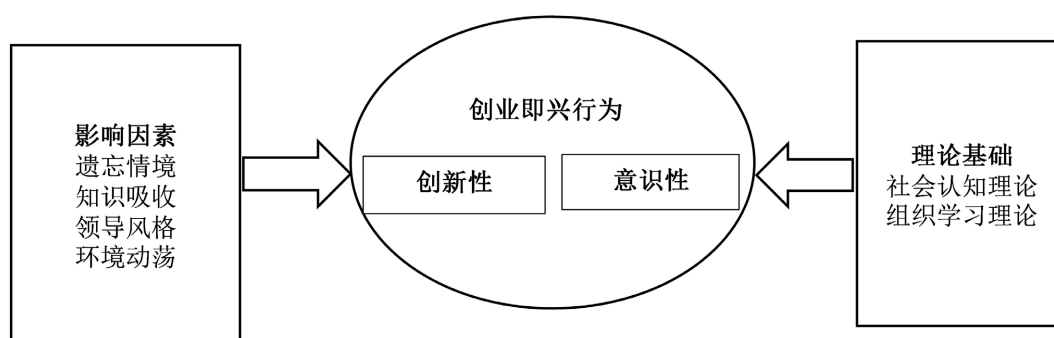 影响因素
遗忘情境
知识吸收
领导风格
环境动荡
创业即兴行为
创新性
意识性
理论基础
社会认知理论
组织学习理论